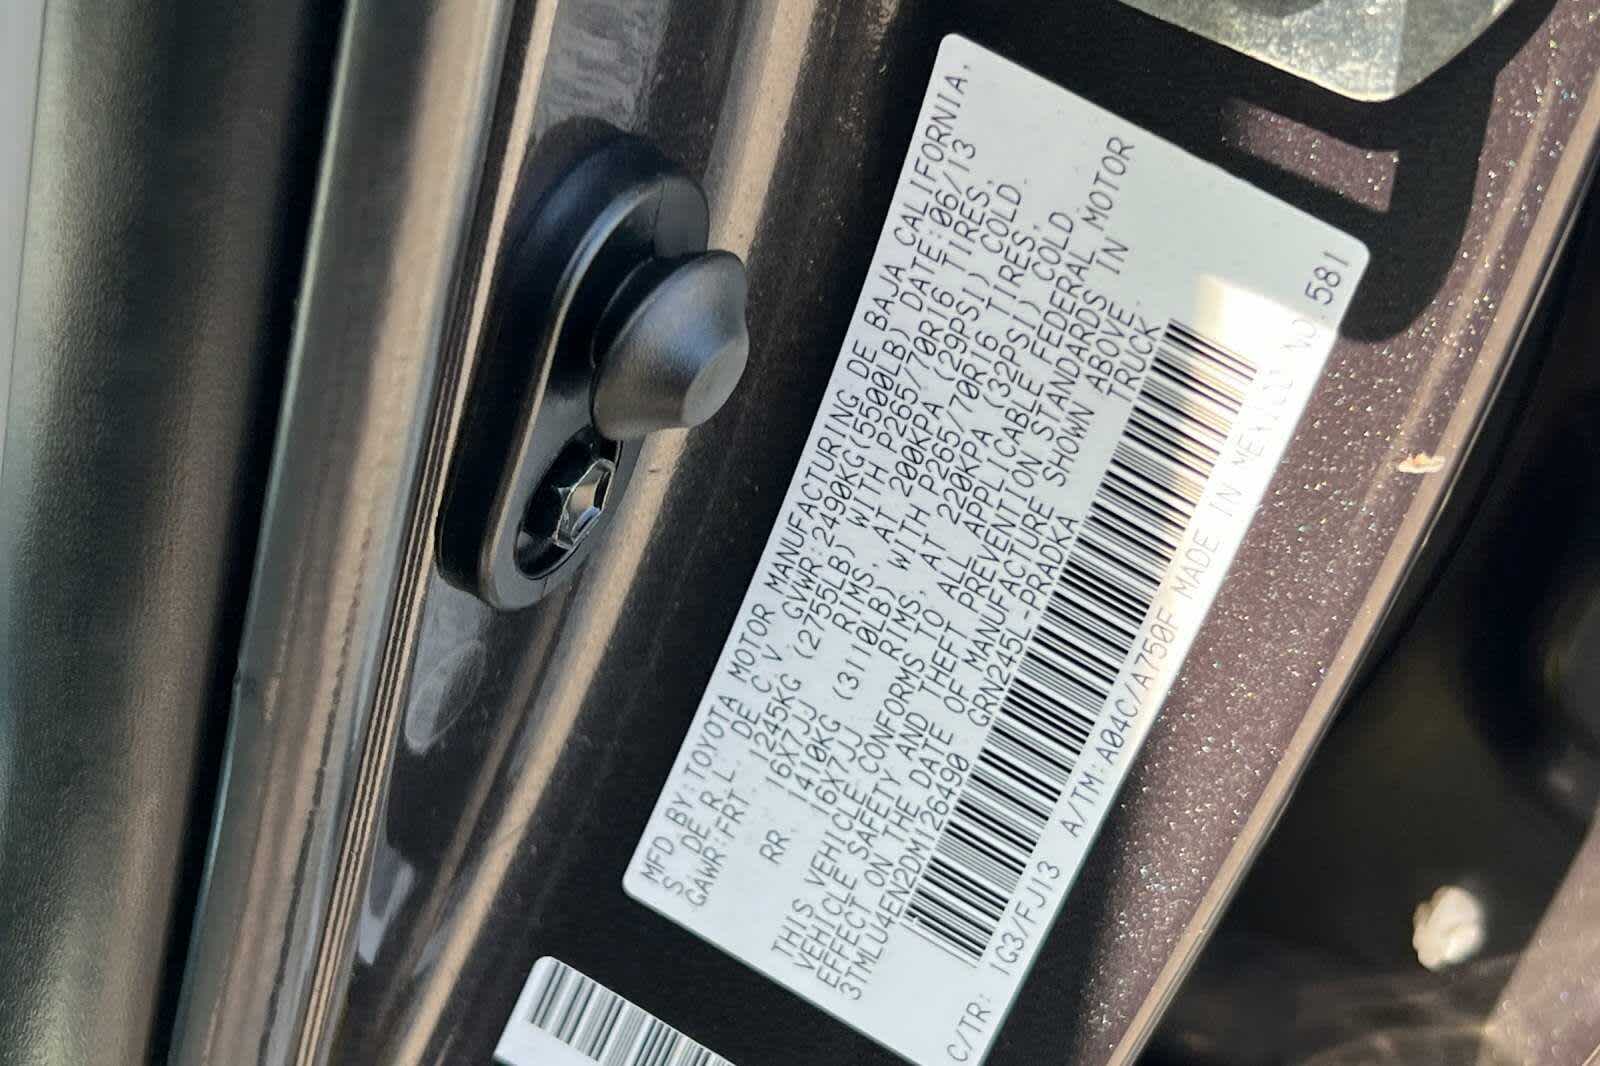 MFD BY:TOYOTA MOTOR MANUFACTURING DE BAJA CALIFORNIA,
S. DE R.L. DE C.V. GVWR:2490KG(5500LB) DATE:06/13
GAWR:FRT. 1245KG (2755LB) WITH P265/70R16 TIRES,
16X7JJ RIMS, AT 200KPA (29PSI) COLD.
RR. 1410KG (3110LB) WITH P265/70R16 TIRES,
16X7JJ RIMS, AT 220KPA (32PSI) COLD
THIS VEHICLE CONFORMS TO ALL APPLICABLE FEDERAL MOTOR
VEHICLE SAFETY AND THEFT PREVENTION STANDARDS IN
EFFECT ON THE DATE OF MANUFACTURE SHOWN ABOVE
3TMLU4EN2DM126490 GRN245L-PRADKA TRUCK
C/TR: 1G3/FJ13 A/TM:A04C/A750F MADE IN MEXICO NO 581